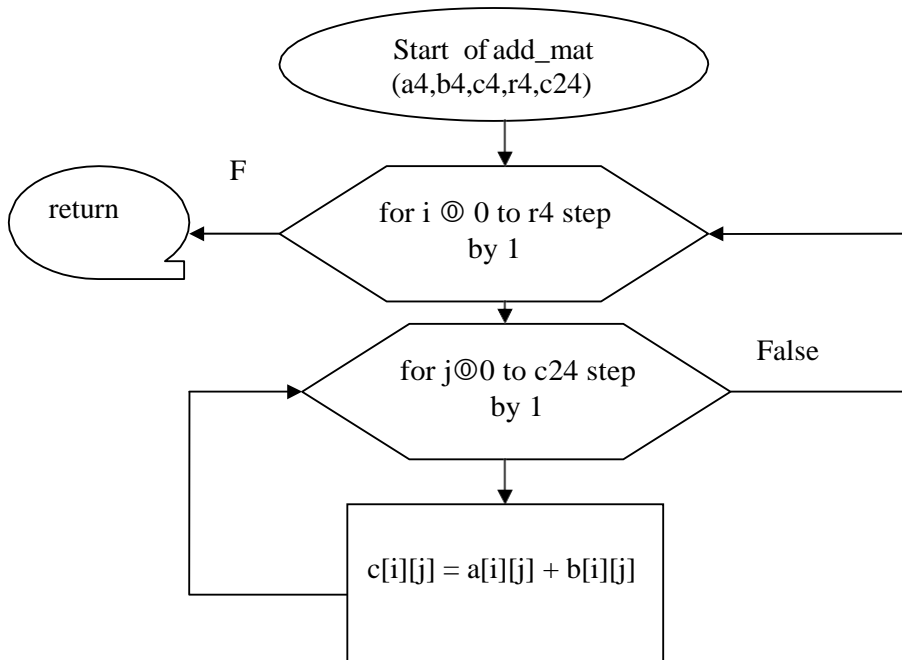 Start of add_mat
(a4,b4,c4,r4,c24)
F
return
for i ⓪ 0 to r4 step
by 1
False
for j⓪0 to c24 step
by 1
c[i][j] = a[i][j] + b[i][j]